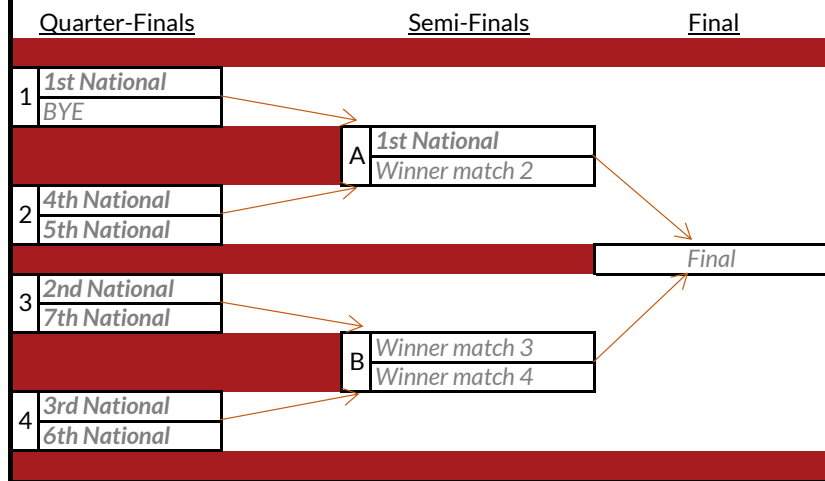 Quarter-Finals Semi-Finals Final
1 1st National
BYE
A 1st National
Winner match 2
2 4th National
5th National
Final
3 2nd National
7th National
B Winner match 3
Winner match 4
4 3rd National
6th National